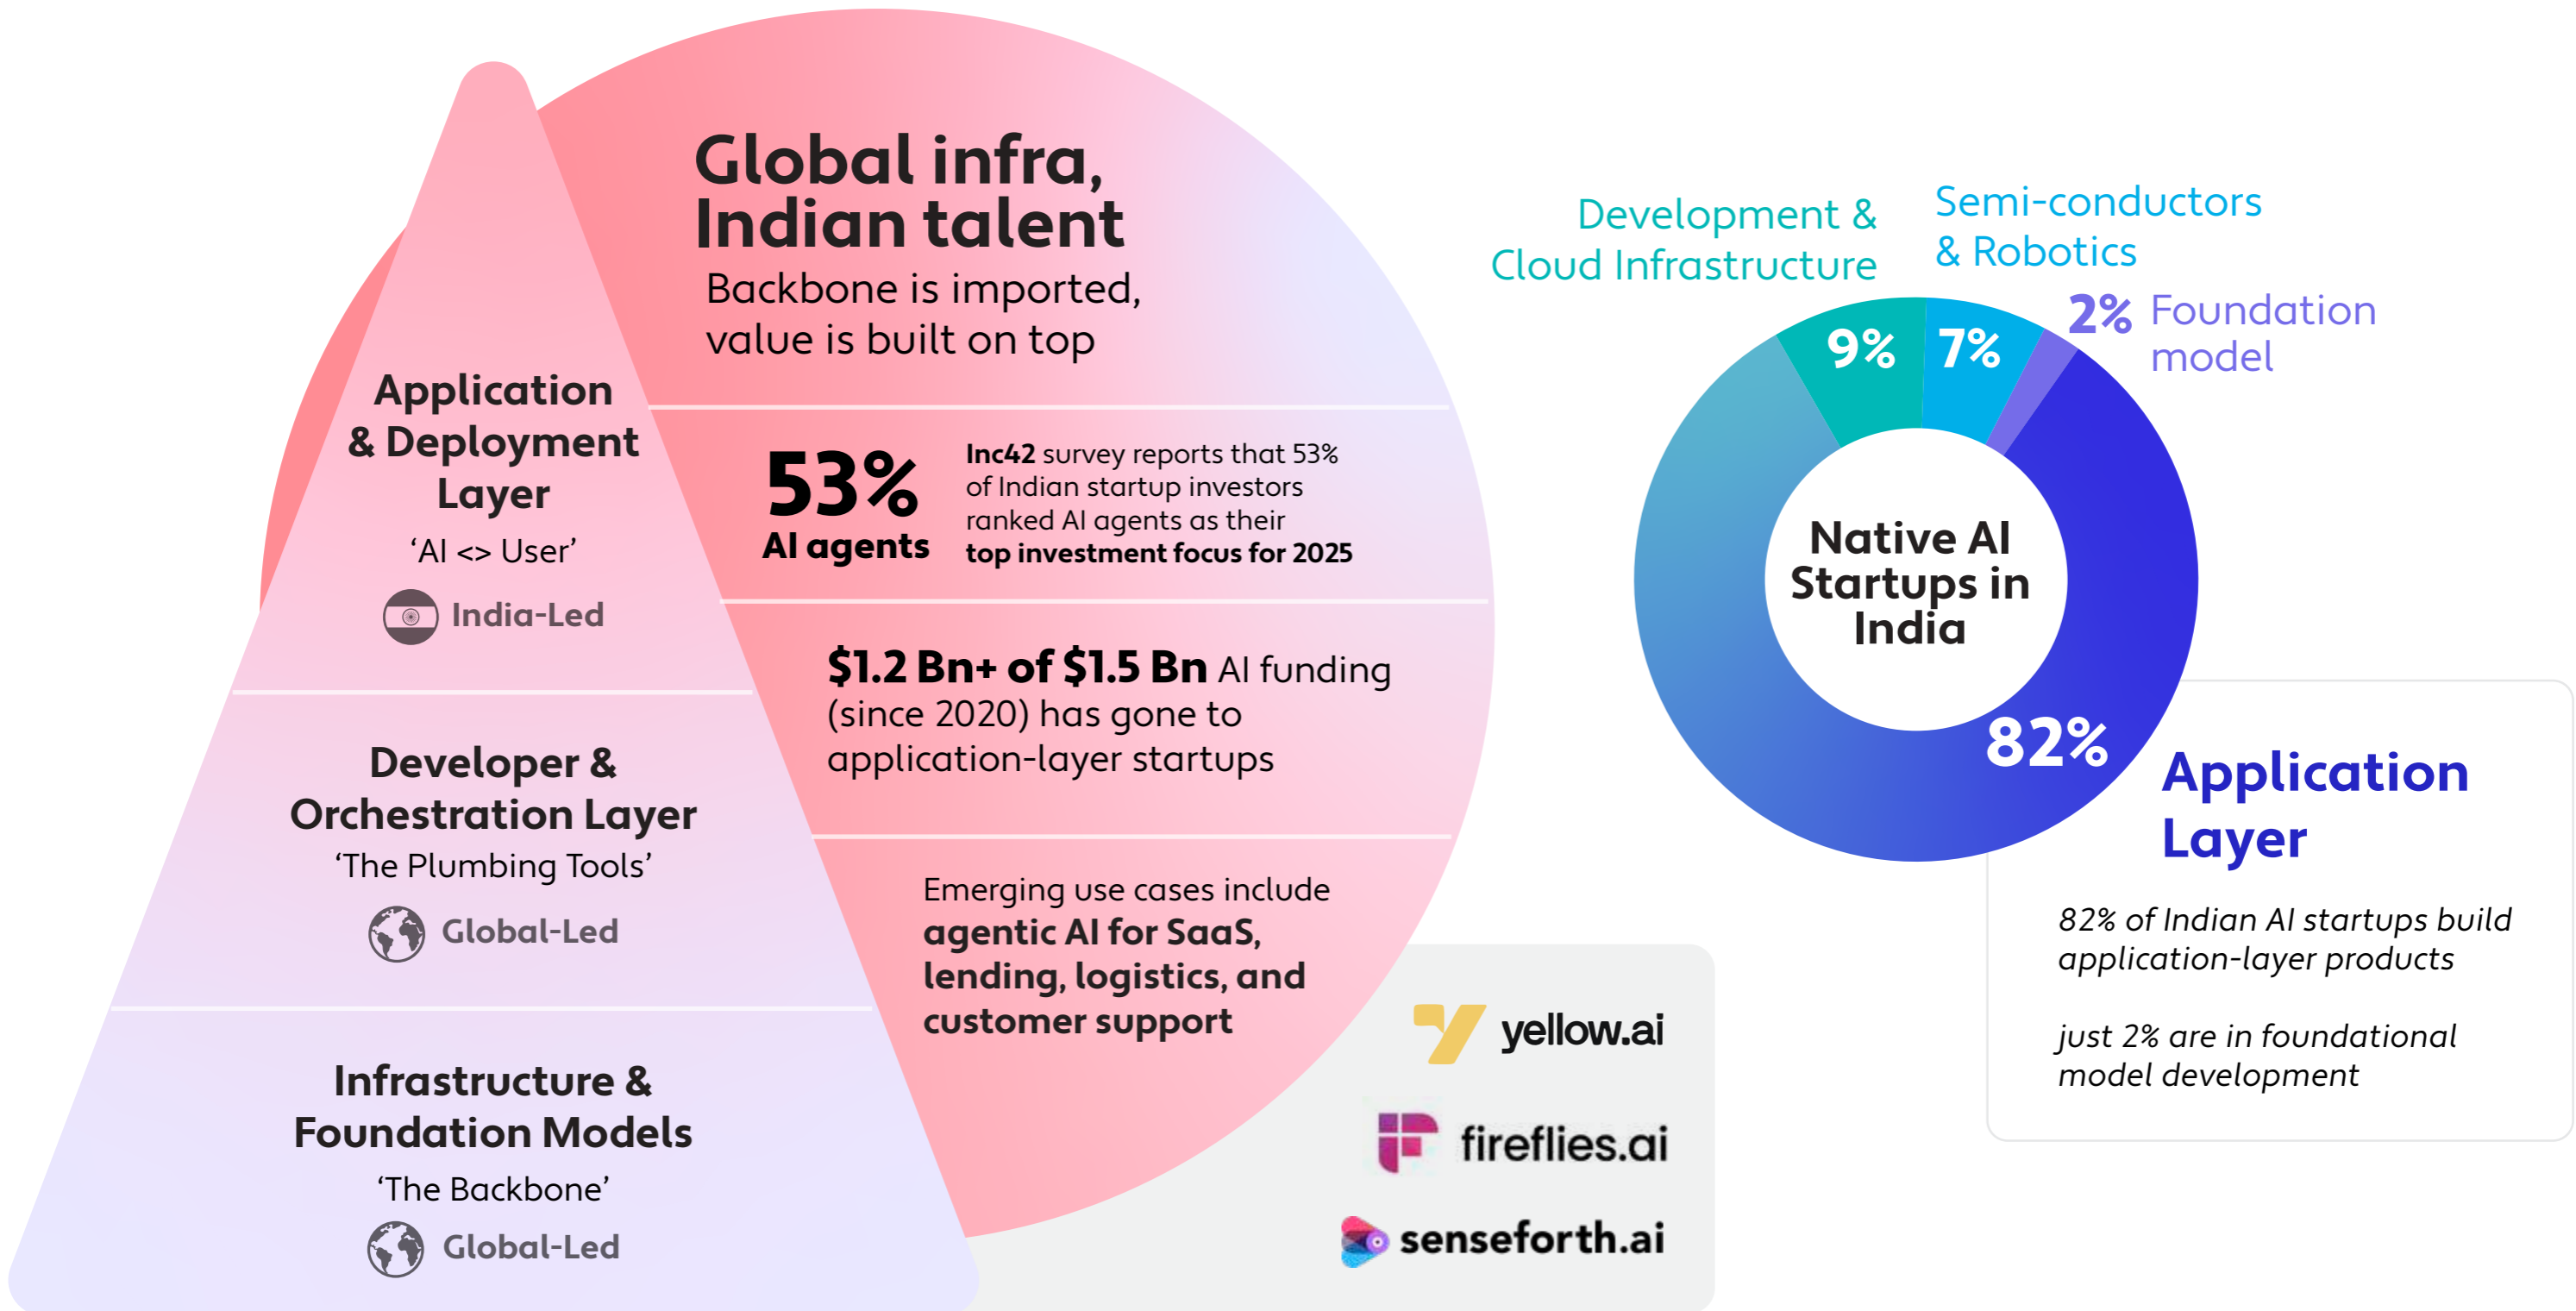 Global infra,
Indian talent
Backbone is imported,
value is built on top
Application
& Deployment
Layer
‘AI <> User’
India-Led
Developer &
Orchestration Layer
‘The Plumbing Tools’
Global-Led
Infrastructure &
Foundation Models
‘The Backbone’
Global-Led
53%
AI agents
Inc42 survey reports that 53%
of Indian startup investors
ranked AI agents as their
top investment focus for 2025
$1.2 Bn+ of $1.5 Bn AI funding
(since 2020) has gone to
application-layer startups
Emerging use cases include
agentic AI for SaaS,
lending, logistics, and
customer support
yellow.ai
fireflies.ai
senseforth.ai
Development &
Cloud Infrastructure
Semi-conductors
& Robotics
9%
7%
2% Foundation
model
Native AI
Startups in
India
82%
Application
Layer
82% of Indian AI startups build
application-layer products
just 2% are in foundational
model development